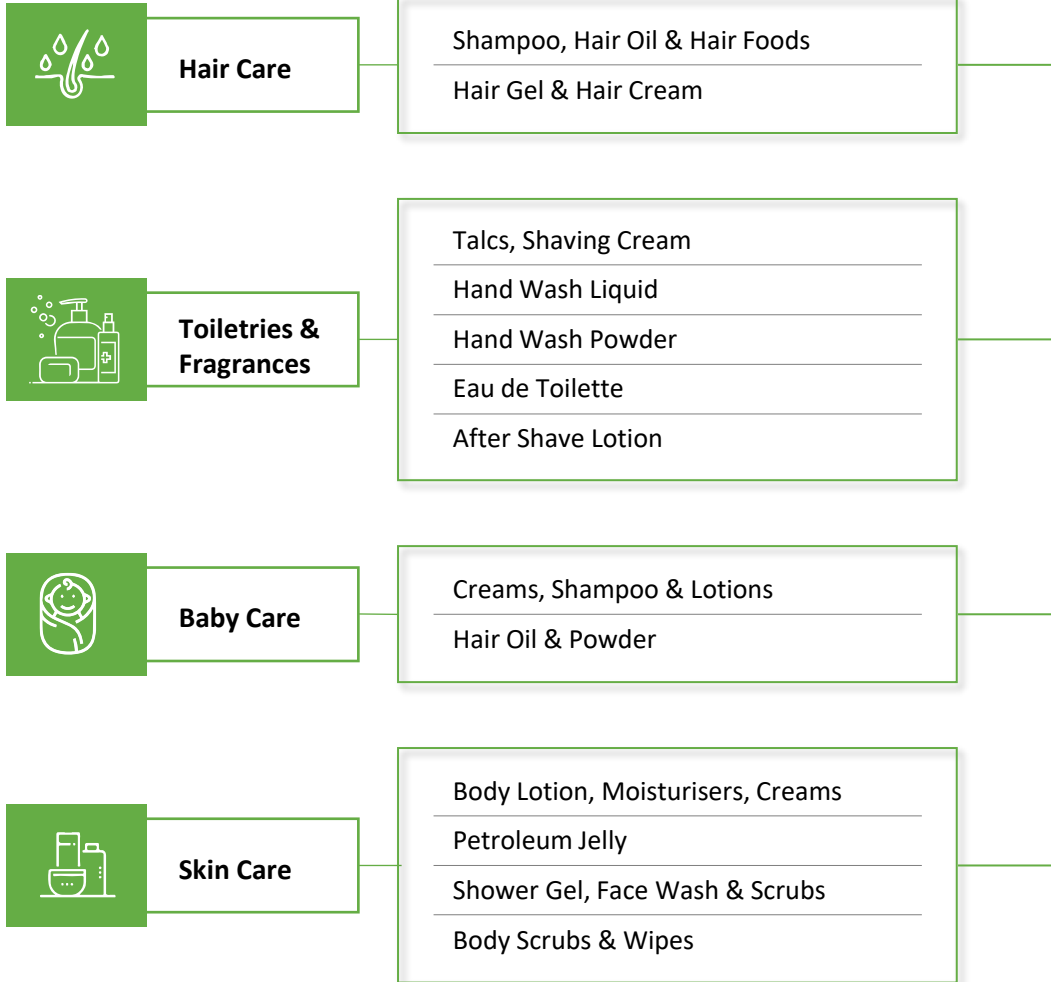 Hair Care
Shampoo, Hair Oil & Hair Foods
Hair Gel & Hair Cream
Toiletries &
Fragrances
Talcs, Shaving Cream
Hand Wash Liquid
Hand Wash Powder
Eau de Toilette
After Shave Lotion
Baby Care
Creams, Shampoo & Lotions
Hair Oil & Powder
Skin Care
Body Lotion, Moisturisers, Creams
Petroleum Jelly
Shower Gel, Face Wash & Scrubs
Body Scrubs & Wipes